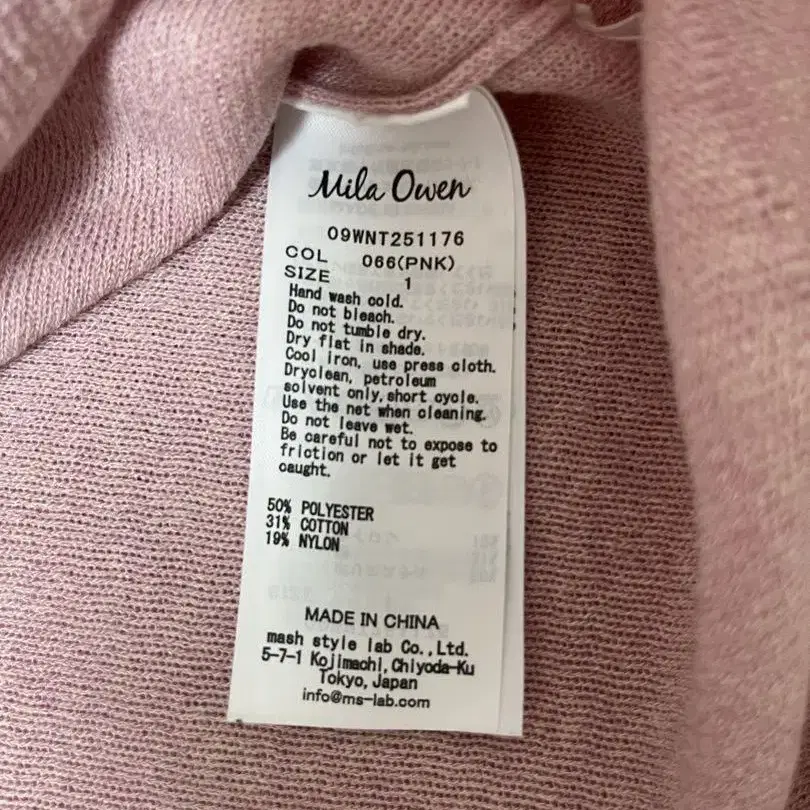 Mila Owen
09WNT251176
COL 066(PNK)
SIZE 1
Hand wash cold.
Do not bleach.
Do not tumble dry.
Dry flat in shade.
Cool iron, use press cloth.
Dryclean, petroleum
solvent only, short cycle.
Use the net when cleaning.
Do not leave wet.
Be careful not to expose to
friction or let it get
caught.
50% POLYESTER
31% COTTON
19% NYLON
MADE IN CHINA
mash style lab Co.,Ltd.
5-7-1 Kojimachi,Chiyoda-Ku
Tokyo,Japan
info@ms-lab.com